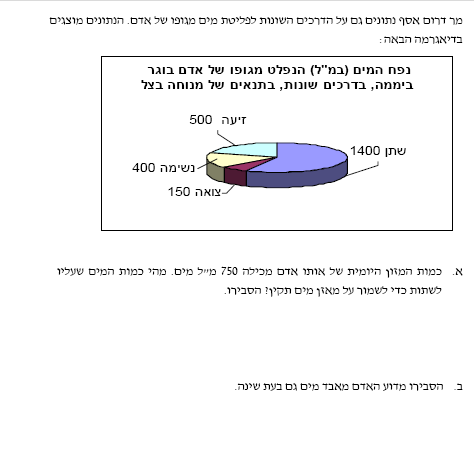 מר דרום אסף נתונים גם על הדרכים השונות לפליטת מים מגופו של אדם. הנתונים מוצגים
בדיאגרמה הבאה:
נפח המים (במ"ל) הנפלט מגופו של אדם בוגר
ביממה, בדרכים שונות, בתנאים של מנוחה בצל
זיעה 500
שתן 1400
נשימה 400
צואה 150
א. כמות המזון היומית של אותו אדם מכילה 750 מ״ל מים. מהי כמות המים שעליו
לשתות כדי לשמור על מאזן מים תקין? הסבירו.
ב. הסבירו מדוע האדם מאבד מים גם בעת שינה.